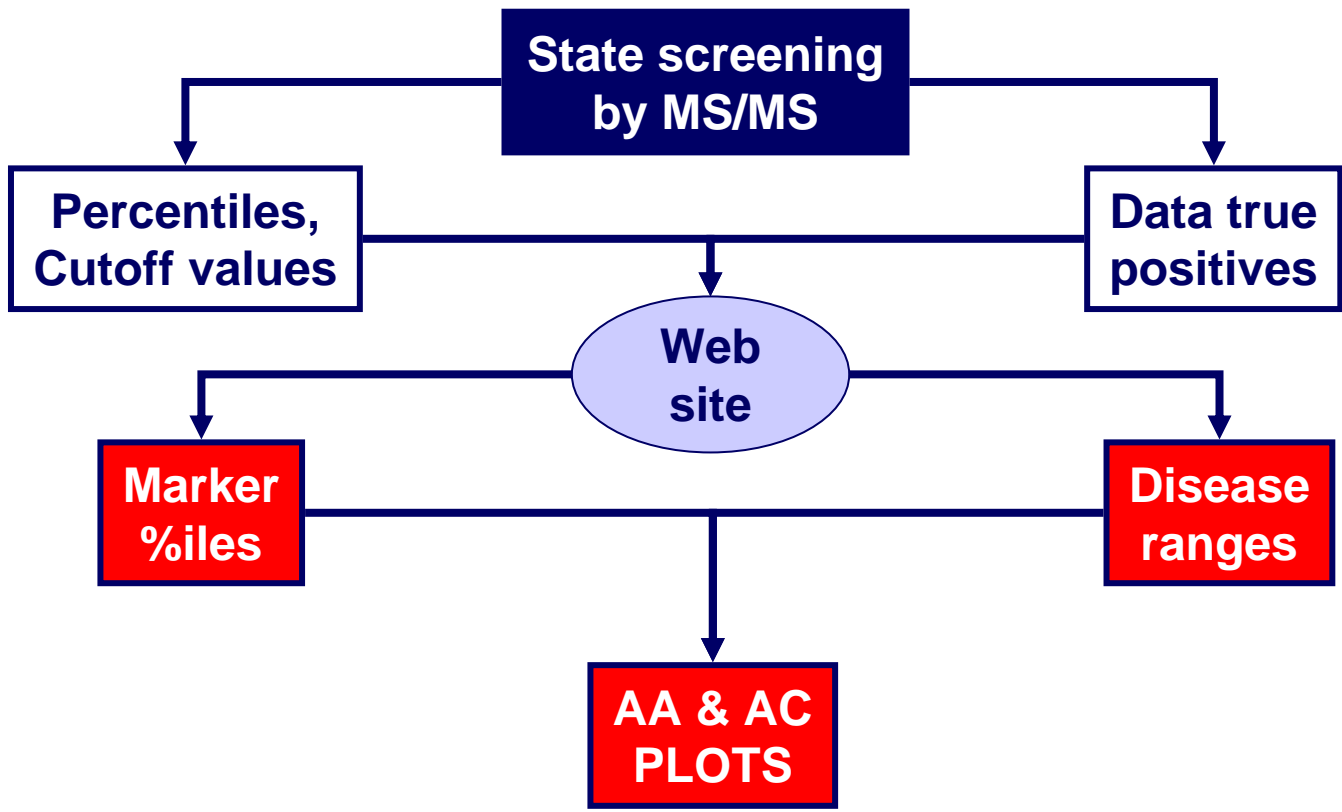 State screening
by MS/MS
Percentiles,
Cutoff values
Data true
positives
Web
site
Marker
%iles
Disease
ranges
AA & AC
PLOTS